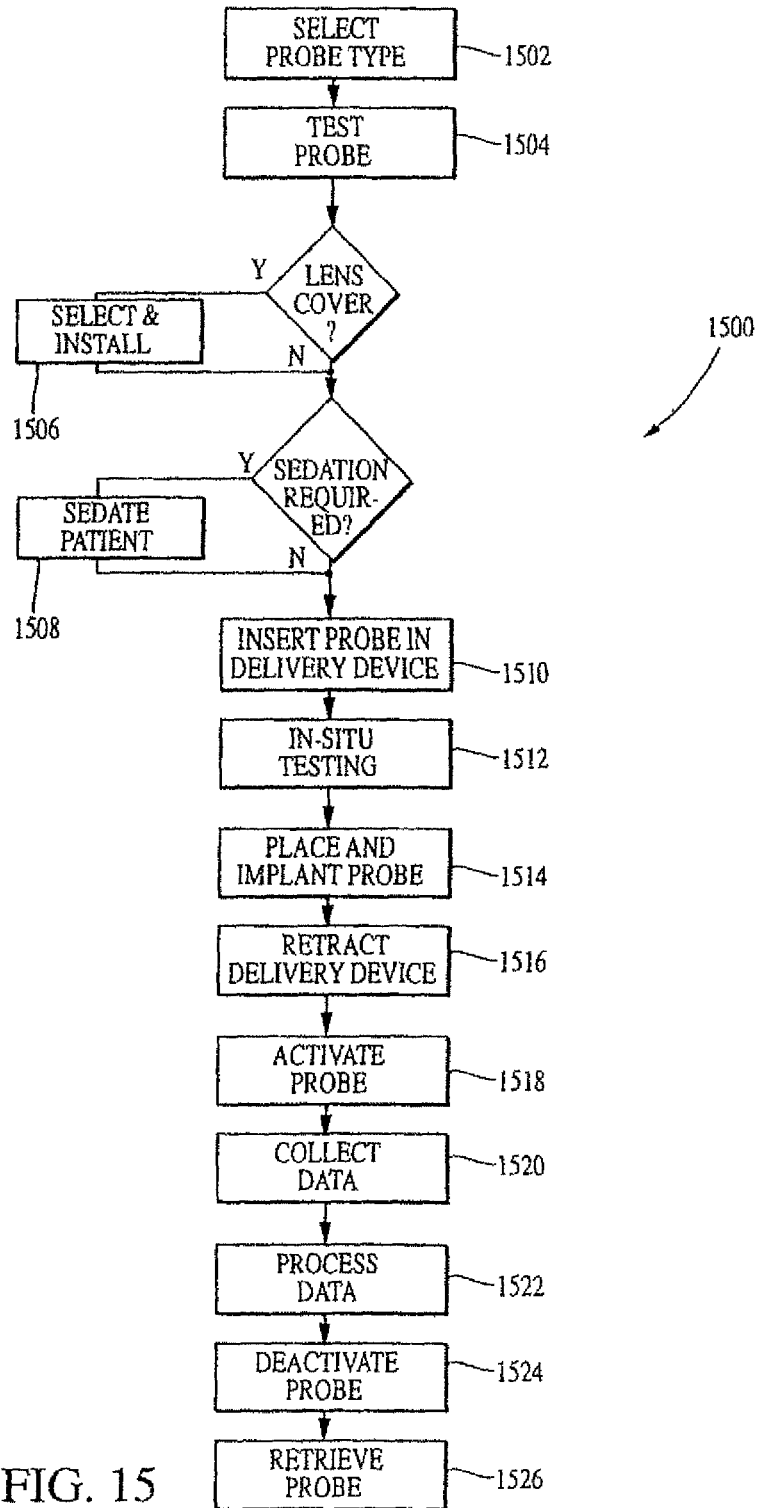 SELECT
PROBE TYPE
1502
TEST
PROBE
1504
Y
LENS
COVER
?
SELECT &
INSTALL
N
1506
1500
Y
SEDATION
REQUIR-
ED?
SEDATE
PATIENT
N
1508
INSERT PROBE IN
DELIVERY DEVICE
1510
IN-SITU
TESTING
1512
PLACE AND
IMPLANT PROBE
1514
RETRACT
DELIVERY DEVICE
1516
ACTIVATE
PROBE
1518
COLLECT
DATA
1520
PROCESS
DATA
1522
DEACTIVATE
PROBE
1524
RETRIEVE
PROBE
1526
FIG. 15